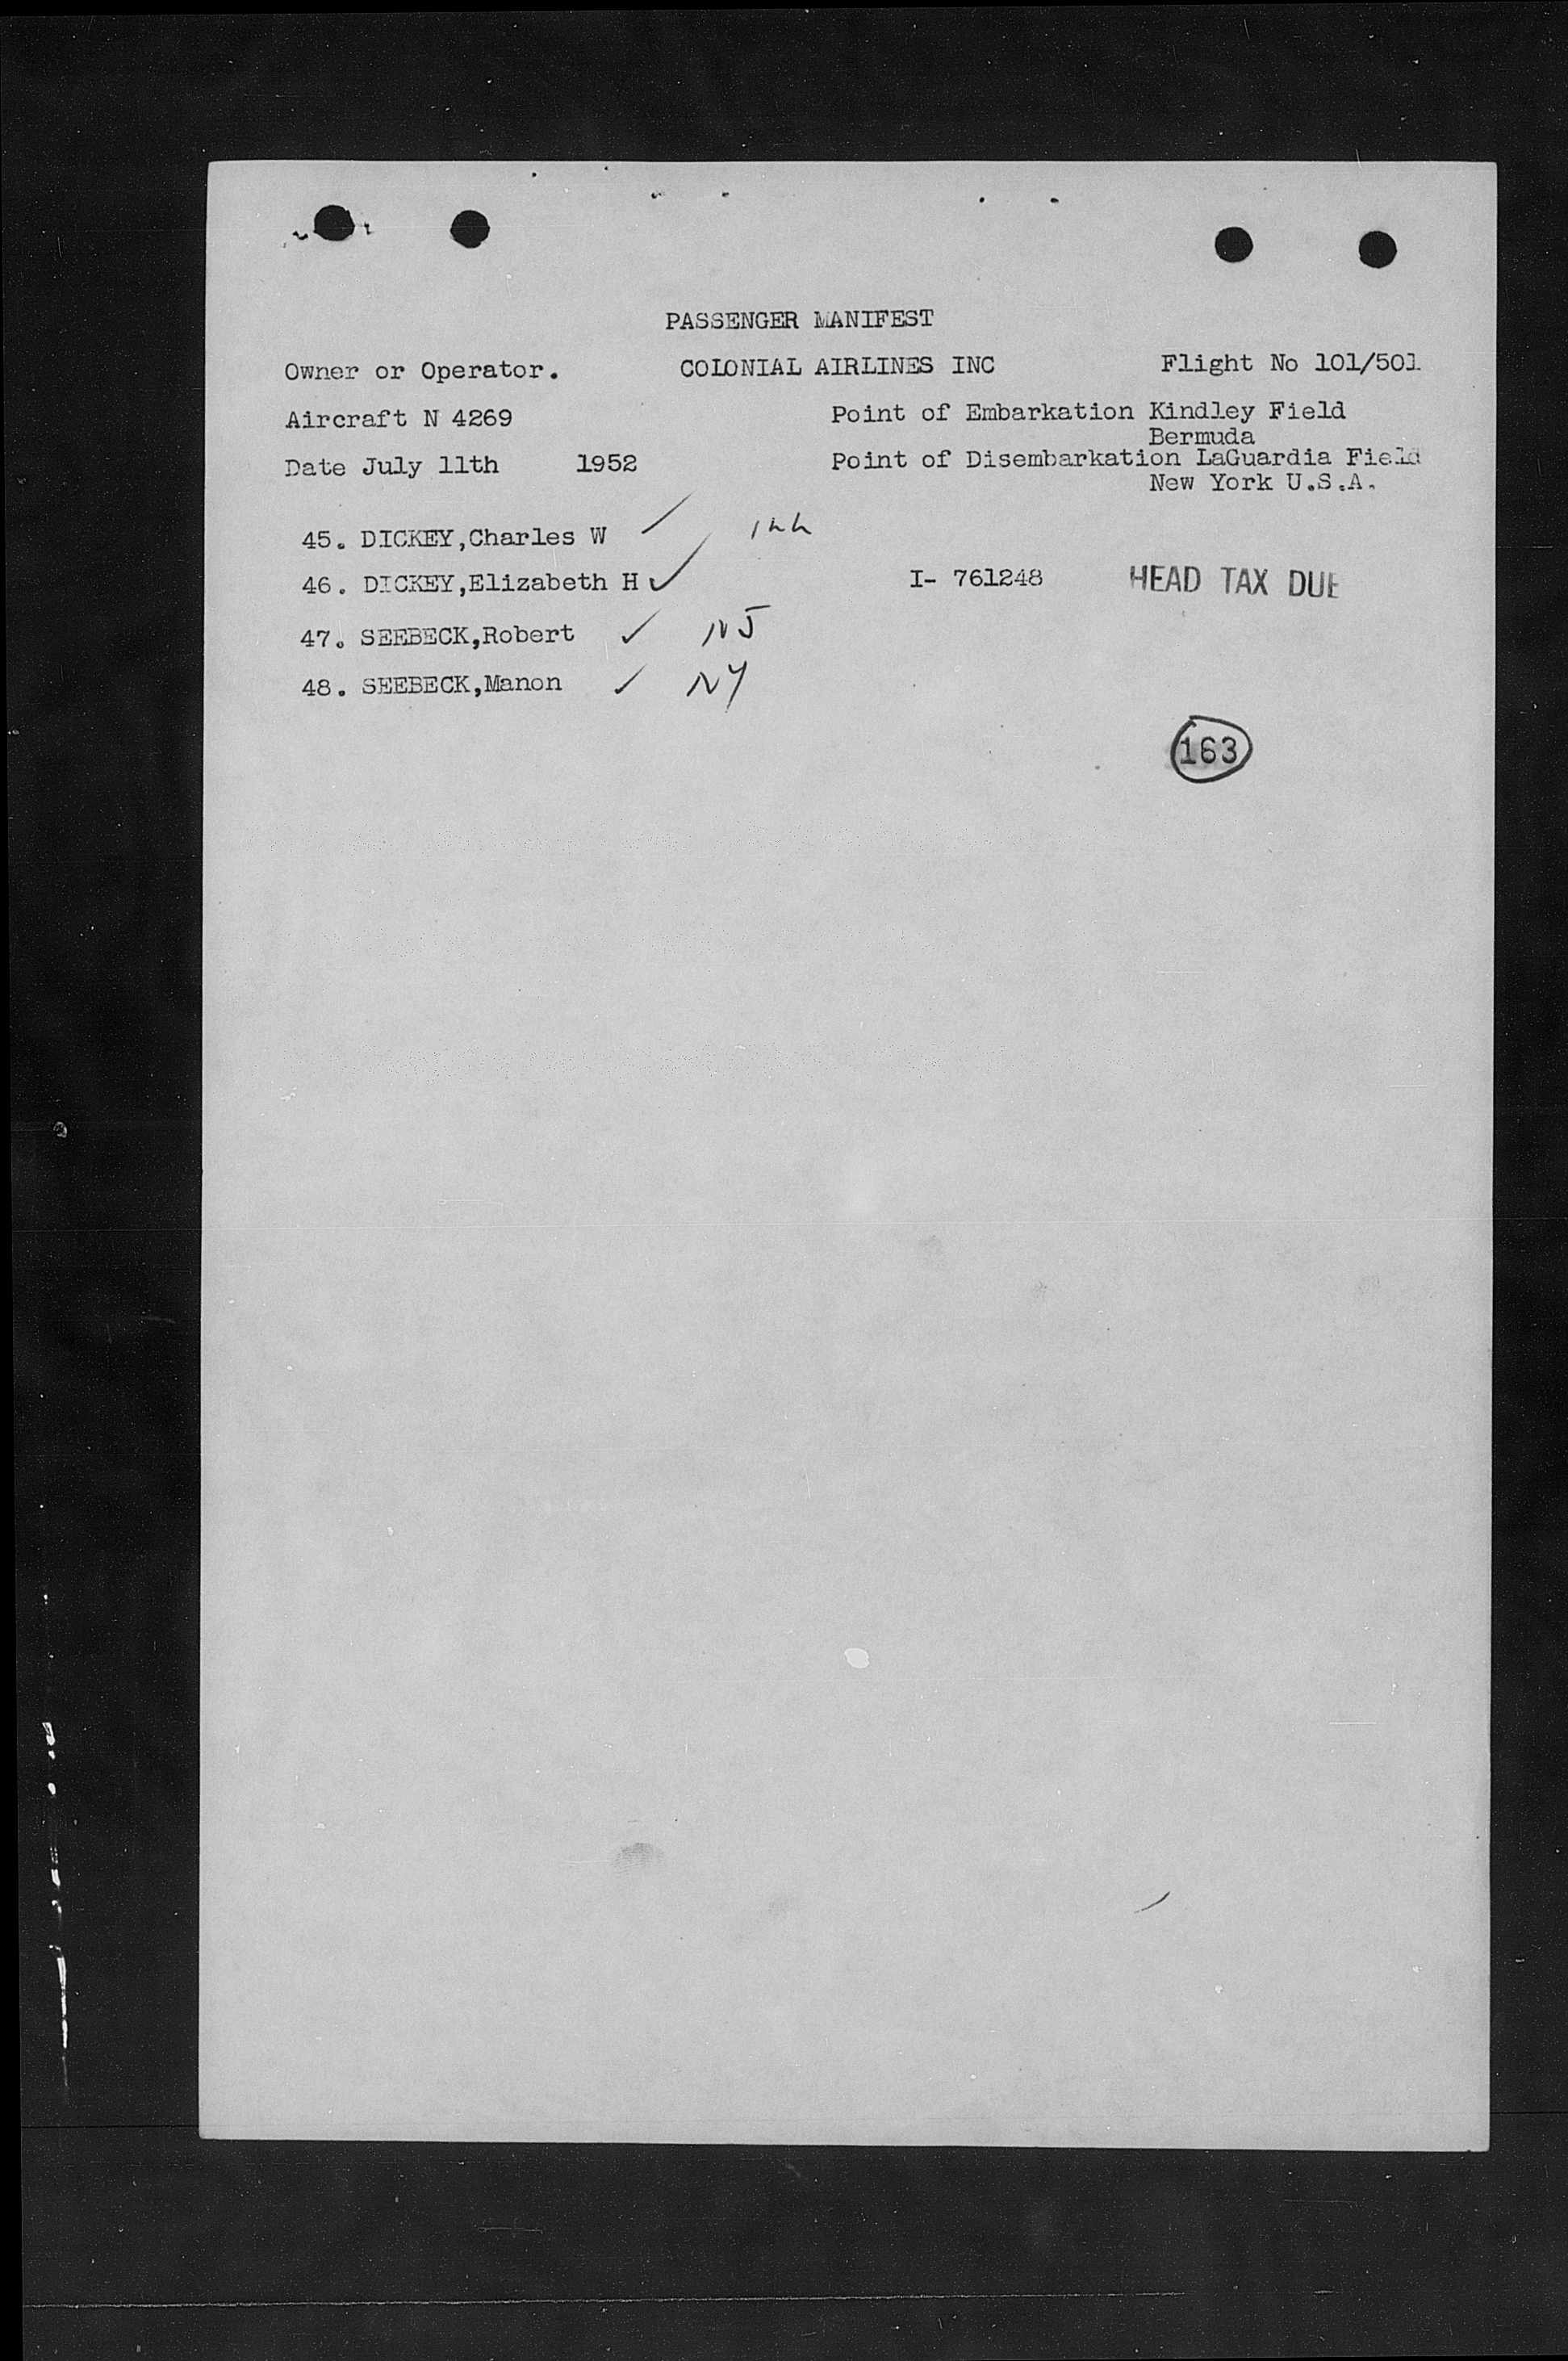 PASSENGER MANIFEST
Owner or Operator. COLONIAL AIRLINES INC Flight No 101/501
Aircraft N 4269 Point of Embarkation Kindley Field
Bermuda
Date July 11th 1952 Point of Disembarkation LaGuardia Field
New York U.S.A.
45. DICKEY,Charles W
46. DICKEY,Elizabeth H I- 761248 HEAD TAX DUE
47. SEEBECK,Robert NJ
48. SEEBECK,Manon NY
163